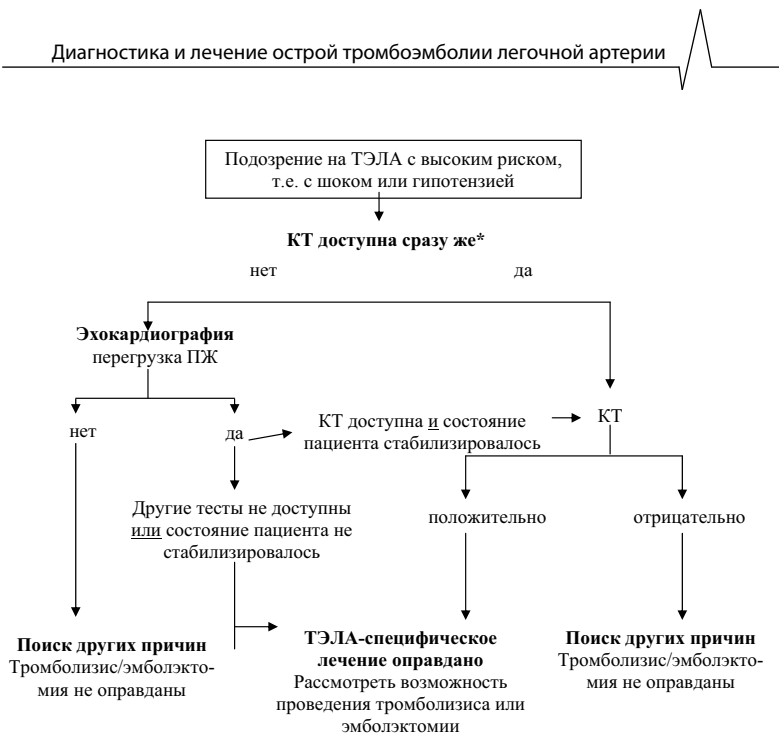 Диагностика и лечение острой тромбоэмболии легочной артерии
Подозрение на ТЭЛА с высоким риском,
т.е. с шоком или гипотензией
КТ доступна сразу же*
нет
да
Эхокардиография
перегрузка ПЖ
нет
да
КТ доступна и состояние
пациента стабилизировалось
КТ
Другие тесты не доступны
или состояние пациента не
стабилизировалось
положительно
отрицательно
Поиск других причин
Тромболизис/эмболэкто-
мия не оправданы
ТЭЛА-специфическое
лечение оправдано
Рассмотреть возможность
проведения тромболизиса или
эмболэктомии
Поиск других причин
Тромболизис/эмболэкто-
мия не оправданы